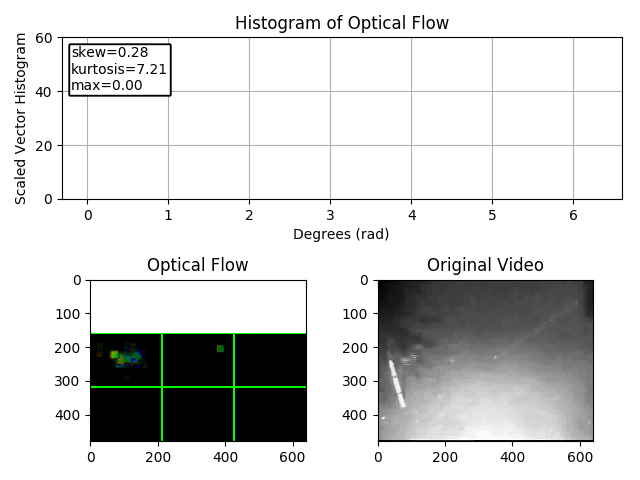 Histogram of Optical Flow
60
40
20
0
Scaled Vector Histogram
skew=0.28
kurtosis=7.21
max=0.00
0 1 2 3 4 5 6
Degrees (rad)
Optical Flow
0
100
200
300
400
0 200 400 600
Original Video
0
100
200
300
400
0 200 400 600